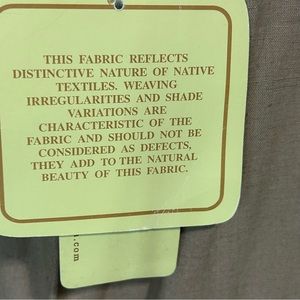 THIS FABRIC REFLECTS
DISTINCTIVE NATURE OF NATIVE
TEXTILES. WEAVING
IRREGULARITIES AND SHADE
VARIATIONS ARE
CHARACTERISTIC OF THE
FABRIC AND SHOULD NOT BE
CONSIDERED AS DEFECTS,
THEY ADD TO THE NATURAL
BEAUTY OF THIS FABRIC.
.com